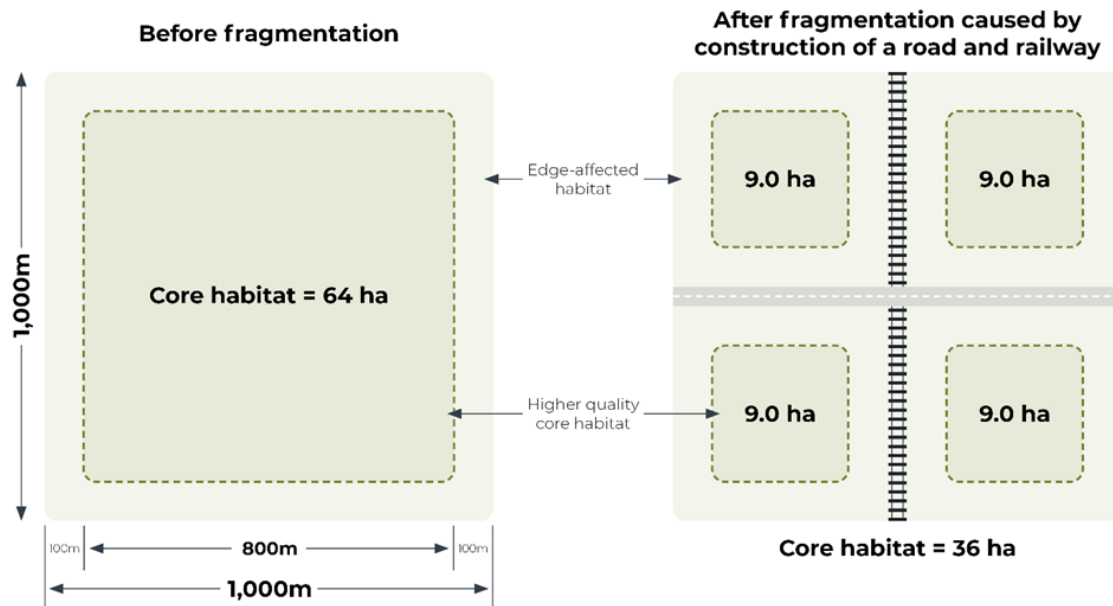 Before fragmentation
After fragmentation caused by
construction of a road and railway
1,000m
Core habitat = 64 ha
100m
800m
100m
1,000m
Edge-affected
habitat
Higher quality
core habitat
9.0 ha
9.0 ha
9.0 ha
9.0 ha
Core habitat = 36 ha